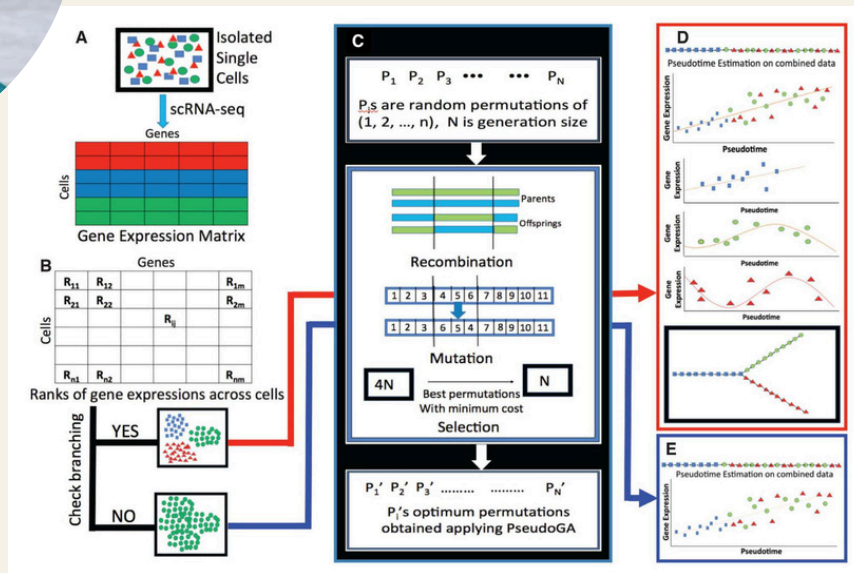 A
Isolated
Single
Cells
scRNA-seq
Genes
Cells
Gene Expression Matrix
B
Genes
Cells
R11 R12 R1m
R21 R22 R2m
Rij
Rn1 Rn2 Rnm
Ranks of gene expressions across cells
Check branching
YES
NO
C
P1 P2 P3 ••• ••• PN
Pis are random permutations of
(1, 2, ..., n), N is generation size
Parents
Offsprings
Recombination
1 2 3 4 5 6 7 8 9 10 11
1 2 3 6 5 4 7 8 9 10 11
Mutation
4N
Best permutations
With minimum cost
N
Selection
P1' P2' P3' ......... ......... PN'
Pi's optimum permutations
obtained applying PseudoGA
D
Pseudotime Estimation on combined data
Gene Expression
Pseudotime
Gene
Expression
Pseudotime
Gene
Expression
Pseudotime
Gene
Expression
Pseudotime
E
Pseudotime Estimation on combined data
Gene Expression
Pseudotime